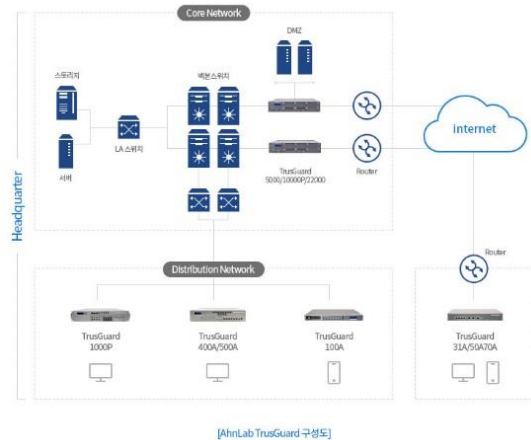 Core Network
DMZ
스토리지
백본스위치
서버
LA 스위치
TrusGuard
5000/10000P/22000
Router
internet
Headquarter
Router
Distribution Network
TrusGuard
1000P
TrusGuard
400A/500A
TrusGuard
100A
TrusGuard
31A/50A70A
[AhnLab TrusGuard 구성도]